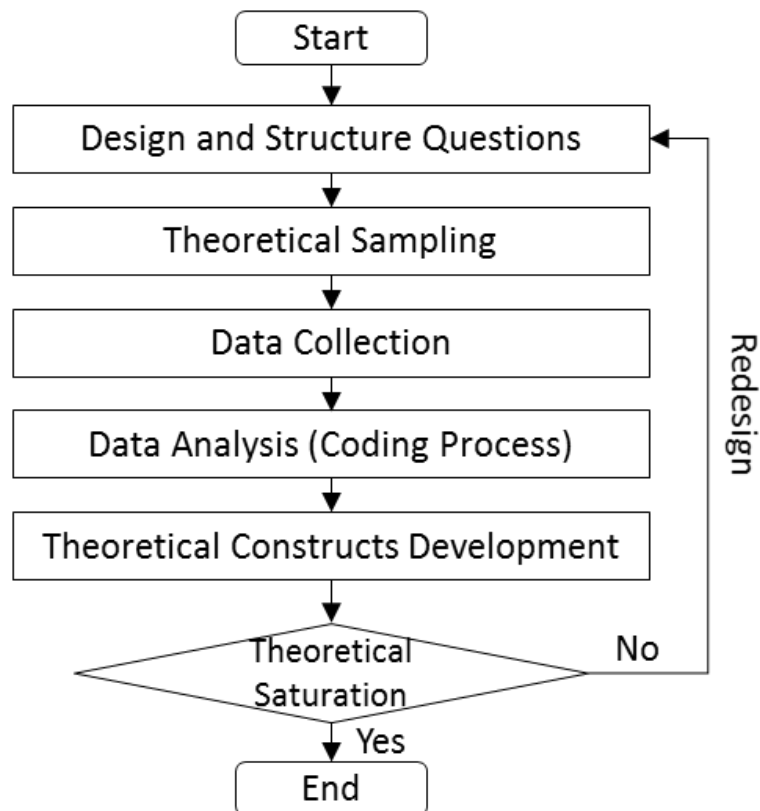 Start
Design and Structure Questions
Theoretical Sampling
Data Collection
Data Analysis (Coding Process)
Theoretical Constructs Development
Theoretical
Saturation
No
Redesign
Yes
End